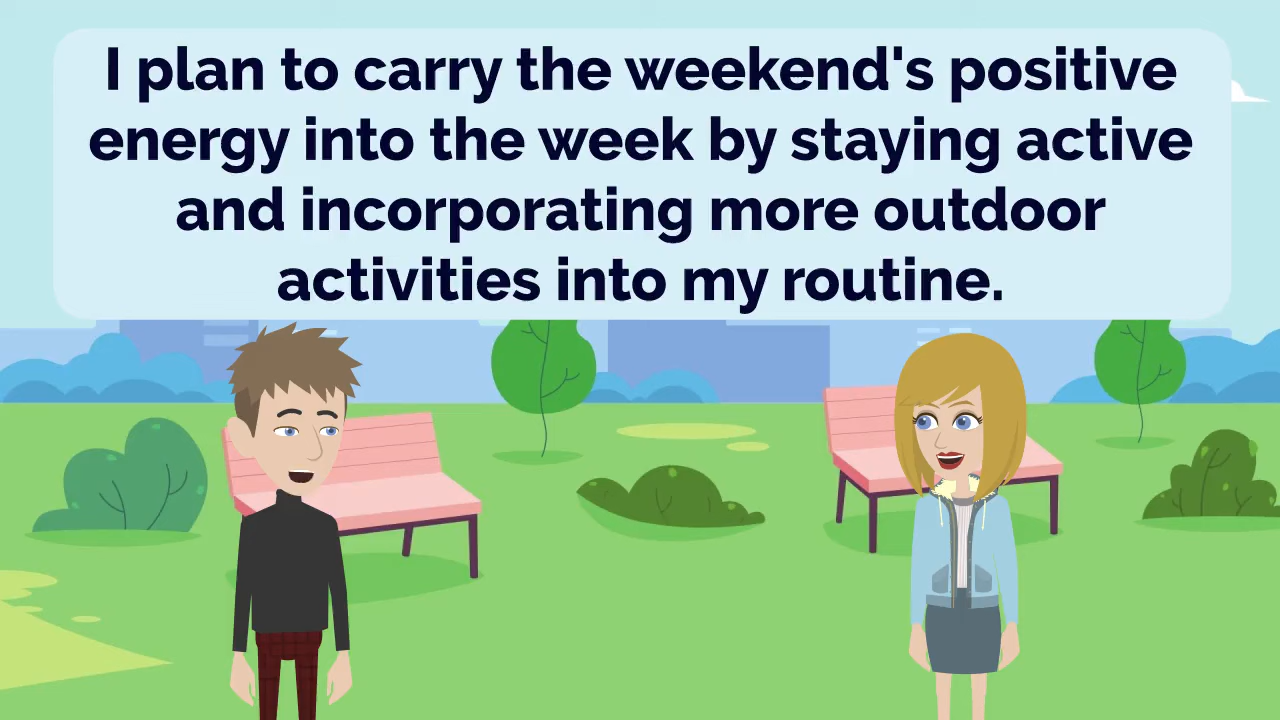 I plan to carry the weekend's positive
energy into the week by staying active
and incorporating more outdoor
activities into my routine.